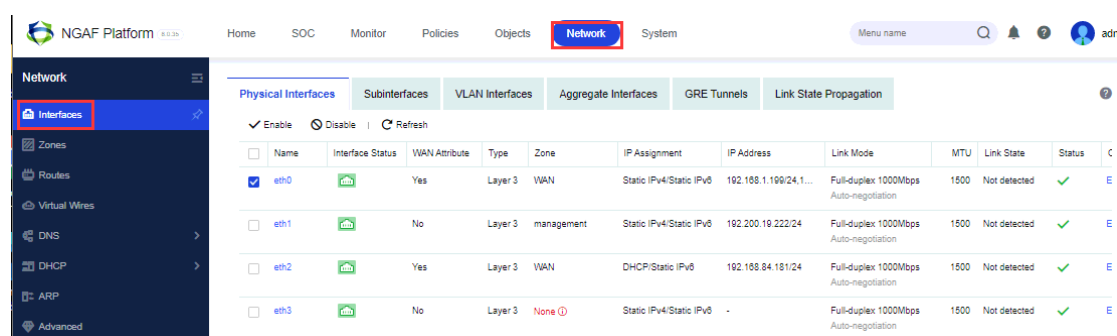 NGAF Platform 8.0.35 Home SOC Monitor Policies Objects Network System Menu name
Network
Interfaces
Zones
Routes
Virtual Wires
DNS
DHCP
ARP
Advanced
Physical Interfaces Subinterfaces VLAN Interfaces Aggregate Interfaces GRE Tunnels Link State Propagation
Enable Disable | Refresh
Name Interface Status WAN Attribute Type Zone IP Assignment IP Address Link Mode MTU Link State Status
eth0 Yes Layer 3 WAN Static IPv4/Static IPv6 192.168.1.199/24,1... Full-duplex 1000Mbps 1500 Not detected
Auto-negotiation
eth1 No Layer 3 management Static IPv4/Static IPv6 192.200.19.222/24 Full-duplex 1000Mbps 1500 Not detected
Auto-negotiation
eth2 Yes Layer 3 WAN DHCP/Static IPv6 192.168.84.181/24 Full-duplex 1000Mbps 1500 Not detected
Auto-negotiation
eth3 No Layer 3 None Static IPv4/Static IPv6 - Full-duplex 1000Mbps 1500 Not detected
Auto-negotiation